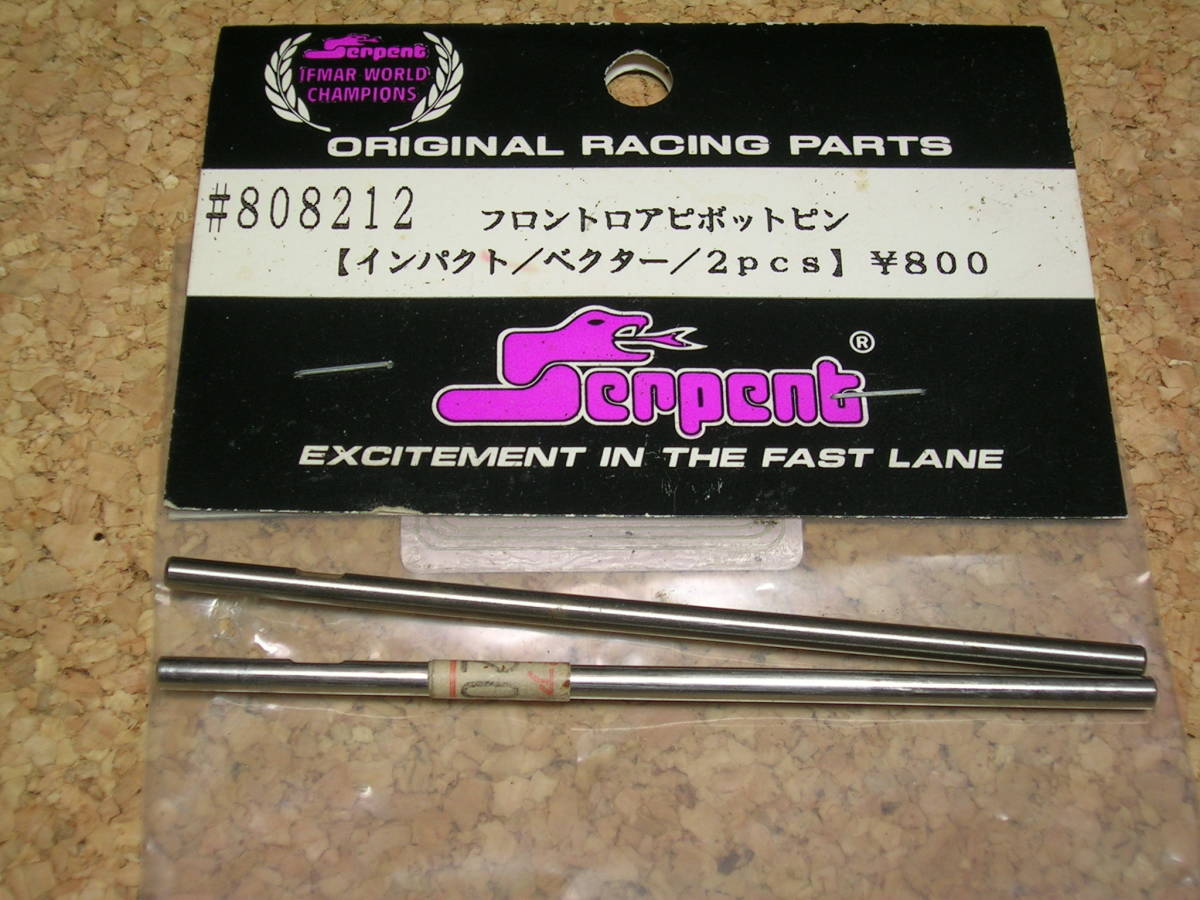 Serpent
IFMAR WORLD
CHAMPIONS
ORIGINAL RACING PARTS
#808212 フロントロアピボットピン
【インパクト／ベクター／2pcs】 ¥800
Serpent®
EXCITEMENT IN THE FAST LANE